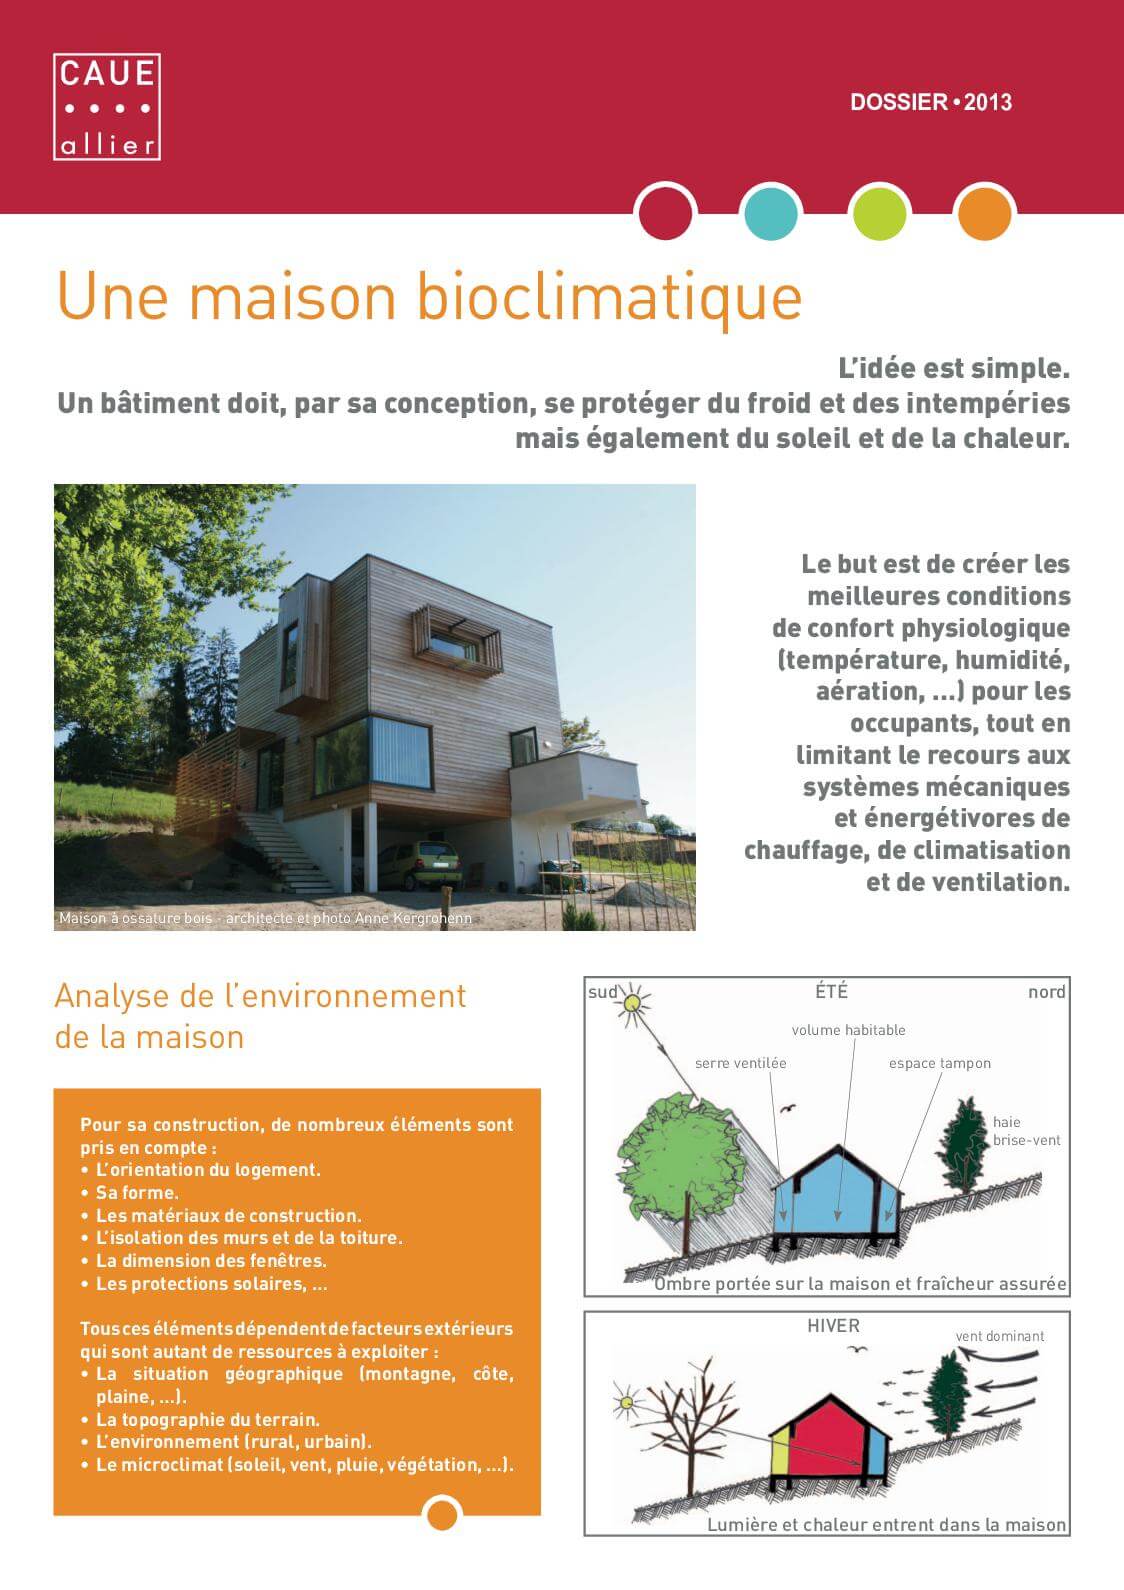 CAUE
allier
DOSSIER • 2013
Une maison bioclimatique
L'idée est simple.
Un bâtiment doit, par sa conception, se protéger du froid et des intempéries
mais également du soleil et de la chaleur.
Le but est de créer les
meilleures conditions
de confort physiologique
(température, humidité,
aération, ...) pour les
occupants, tout en
limitant le recours aux
systèmes mécaniques
et énergétivores de
chauffage, de climatisation
et de ventilation.
Maison à ossature bois - architecte et photo Anne Kergrohenn
Analyse de l'environnement
de la maison
Pour sa construction, de nombreux éléments sont
pris en compte :
• L'orientation du logement.
• Sa forme.
• Les matériaux de construction.
• L'isolation des murs et de la toiture.
• La dimension des fenêtres.
• Les protections solaires, ...
Tous ces éléments dépendent de facteurs extérieurs
qui sont autant de ressources à exploiter :
• La situation géographique (montagne, côte,
plaine, ...).
• La topographie du terrain.
• L'environnement (rural, urbain).
• Le microclimat (soleil, vent, pluie, végétation, ...).
sud
ÉTÉ
nord
volume habitable
serre ventilée
espace tampon
haie
brise-vent
Ombre portée sur la maison et fraîcheur assurée
HIVER
vent dominant
Lumière et chaleur entrent dans la maison